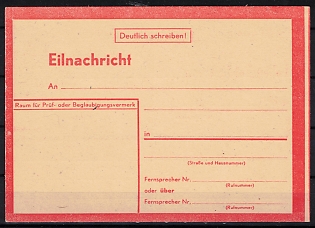 Deutlich schreiben!
Eilnachricht
An
Raum für Prüf- oder Beglaubigungsvermerk
in
(Straße und Hausnummer)
Fernsprecher Nr.
(Rufnummer)
oder über
Fernsprecher Nr.
(Rufnummer)